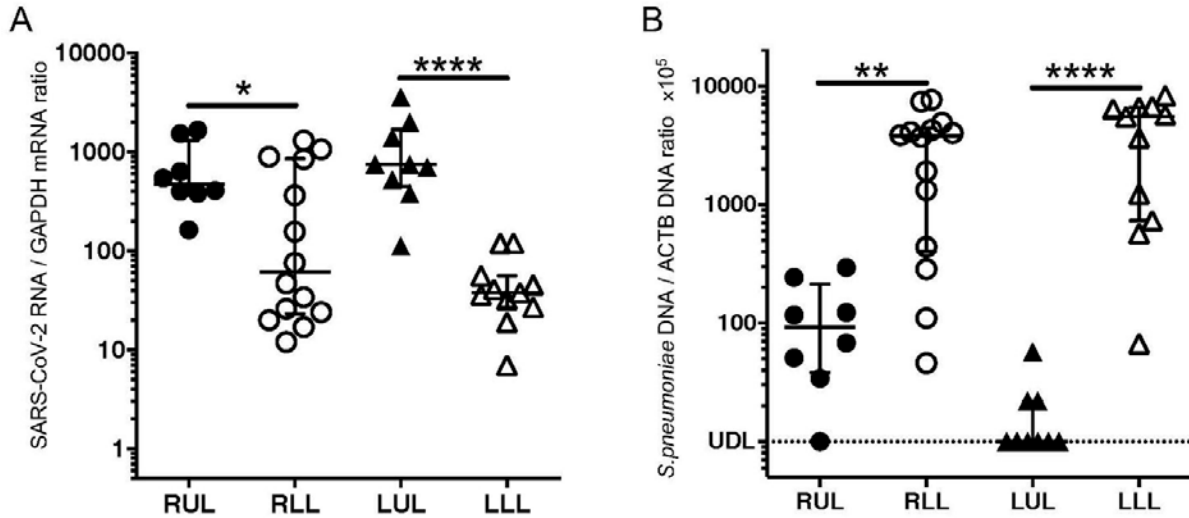 A
SARS-CoV-2 RNA / GAPDH mRNA ratio
10000
1000
100
10
1
*
****
RUL RLL LUL LLL
B
S.pneumoniae DNA / ACTB DNA ratio x10⁵
10000
1000
100
UDL
**
****
RUL RLL LUL LLL